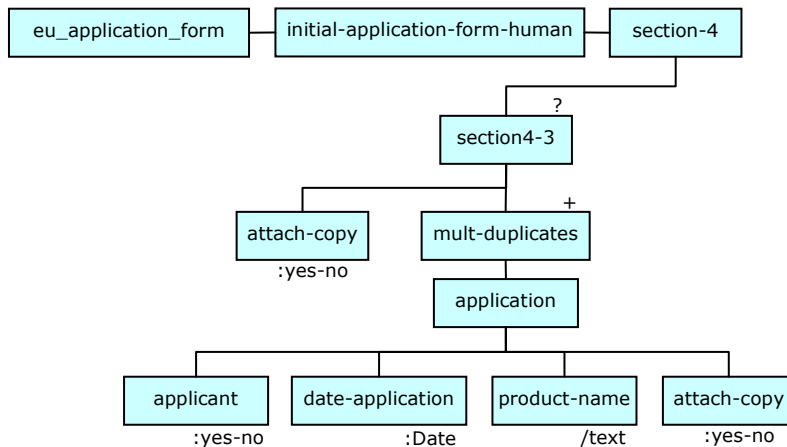 eu_application_form initial-application-form-human section-4
?
section4-3
+
attach-copy mult-duplicates
:yes-no
application
applicant date-application product-name attach-copy
:yes-no :Date /text :yes-no